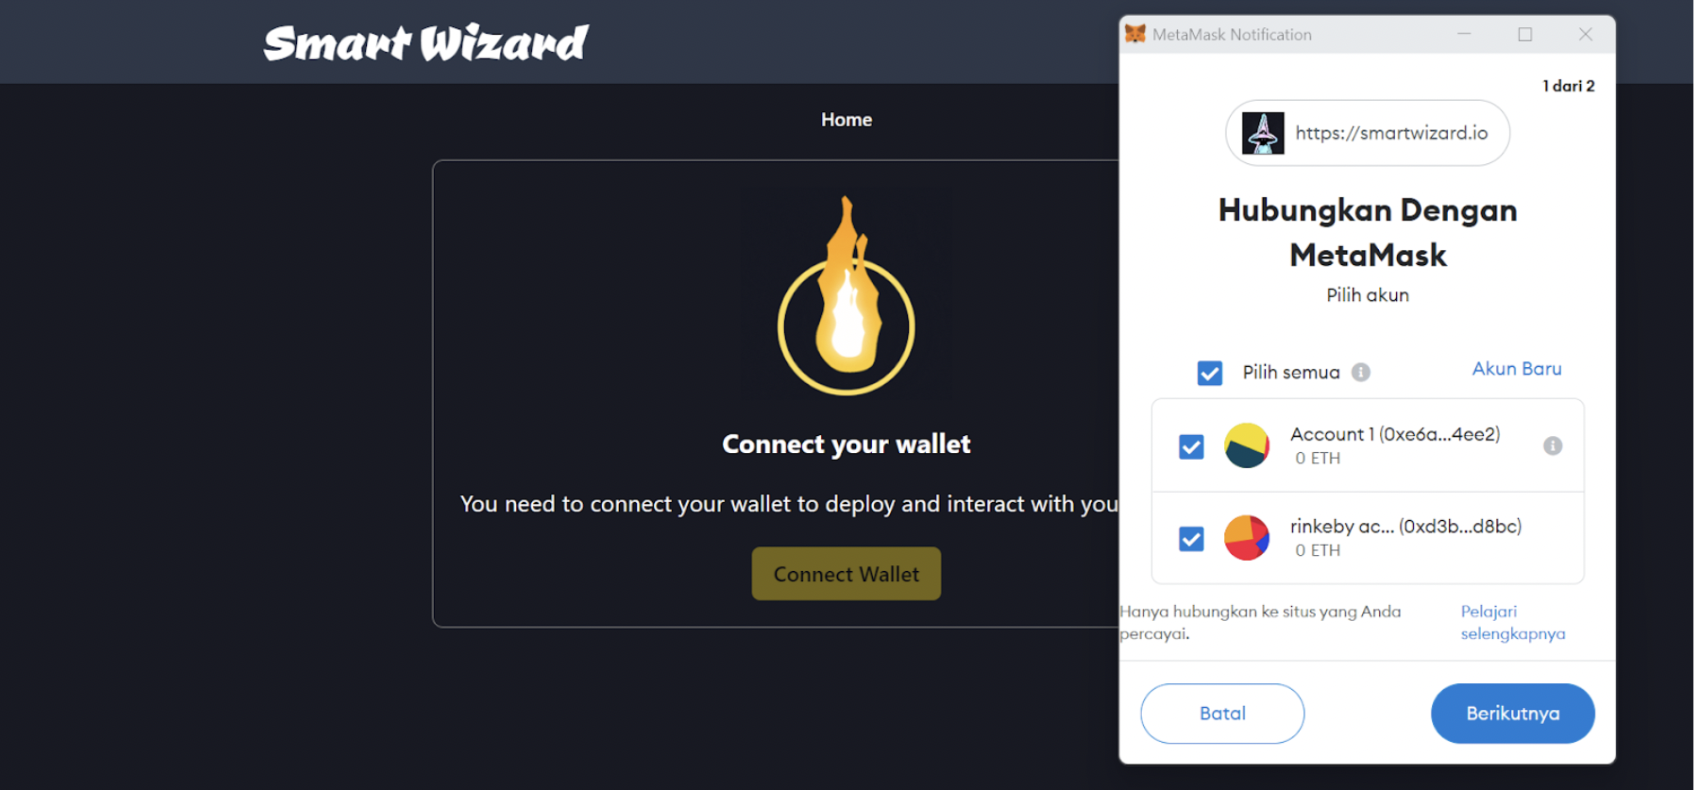 Smart Wizard
Home
Connect your wallet
You need to connect your wallet to deploy and interact with you
Connect Wallet
MetaMask Notification
1 dari 2
https://smartwizard.io
Hubungkan Dengan
MetaMask
Pilih akun
Pilih semua
Akun Baru
Account 1 (0xe6a...4ee2)
0 ETH
rinkeby ac... (0xd3b...d8bc)
0 ETH
Hanya hubungkan ke situs yang Anda
percayai.
Pelajari
selengkapnya
Batal
Berikutnya